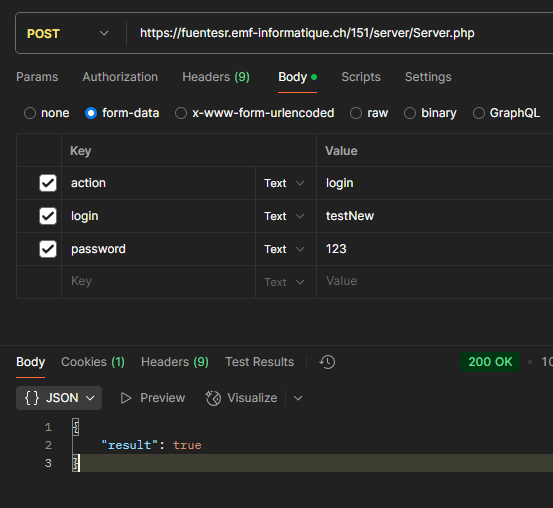 POST https://fuentesr.emf-informatique.ch/151/server/Server.php
Params Authorization Headers (9) Body Scripts Settings
none form-data x-www-form-urlencoded raw binary GraphQL
Key Value
action Text login
login Text testNew
password Text 123
Key Text Value
Body Cookies (1) Headers (9) Test Results 200 OK 10
{} JSON Preview Visualize
1 {
2 "result": true
3 }